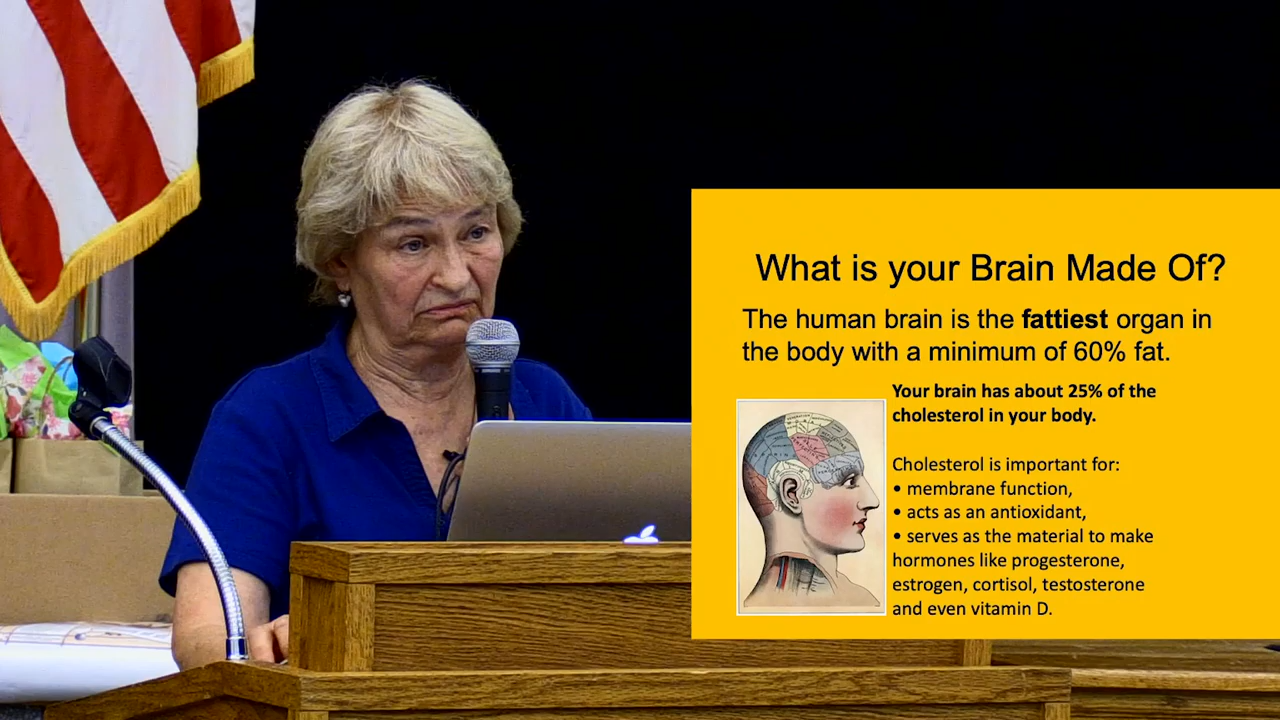 What is your Brain Made Of?
The human brain is the fattiest organ in
the body with a minimum of 60% fat.
Your brain has about 25% of the
cholesterol in your body.
Cholesterol is important for:
• membrane function,
• acts as an antioxidant,
• serves as the material to make
hormones like progesterone,
estrogen, cortisol, testosterone
and even vitamin D.